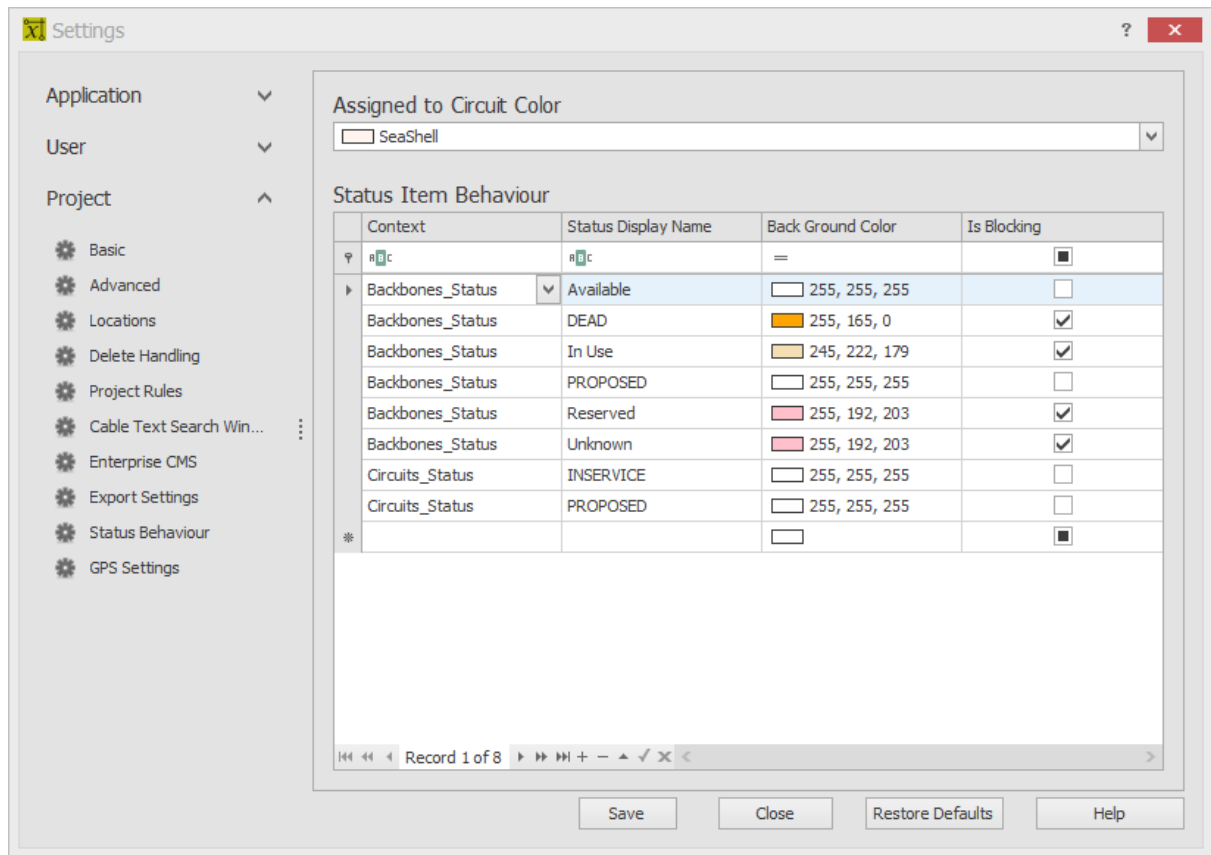 Settings
?
Application
User
Project
Basic
Advanced
Locations
Delete Handling
Project Rules
Cable Text Search Win...
Enterprise CMS
Export Settings
Status Behaviour
GPS Settings
Assigned to Circuit Color
SeaShell
Status Item Behaviour
Context Status Display Name Back Ground Color Is Blocking
ABC ABC =
Backbones_Status Available 255, 255, 255
Backbones_Status DEAD 255, 165, 0
Backbones_Status In Use 245, 222, 179
Backbones_Status PROPOSED 255, 255, 255
Backbones_Status Reserved 255, 192, 203
Backbones_Status Unknown 255, 192, 203
Circuits_Status INSERVICE 255, 255, 255
Circuits_Status PROPOSED 255, 255, 255
Record 1 of 8
Save Close Restore Defaults Help